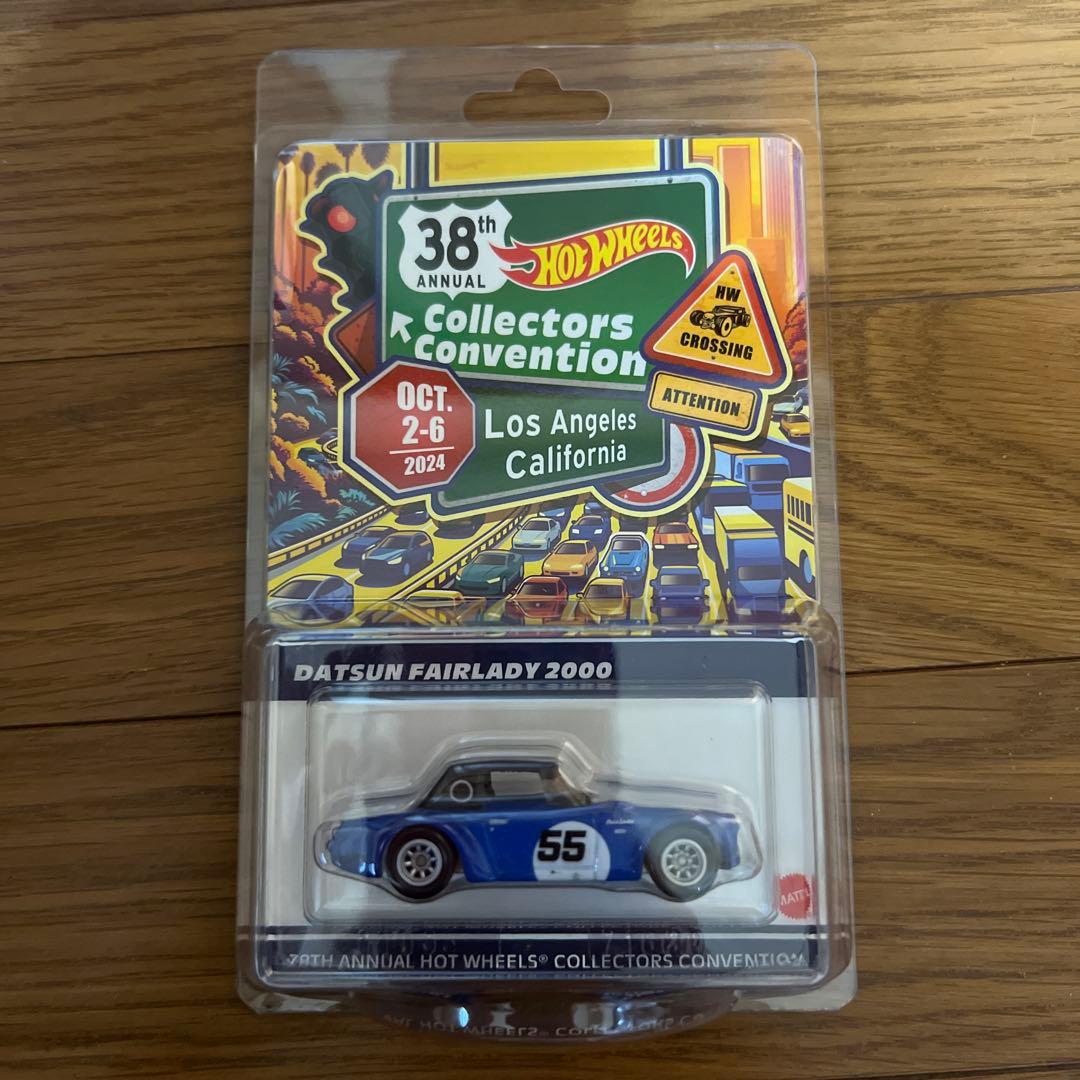 38th
ANNUAL
HOT WHEELS
Collectors
Convention
HW
CROSSING
ATTENTION
OCT.
2-6
2024
Los Angeles
California
DATSUN FAIRLADY 2000
55
MATTEL
38TH ANNUAL HOT WHEELS® COLLECTORS CONVENTION